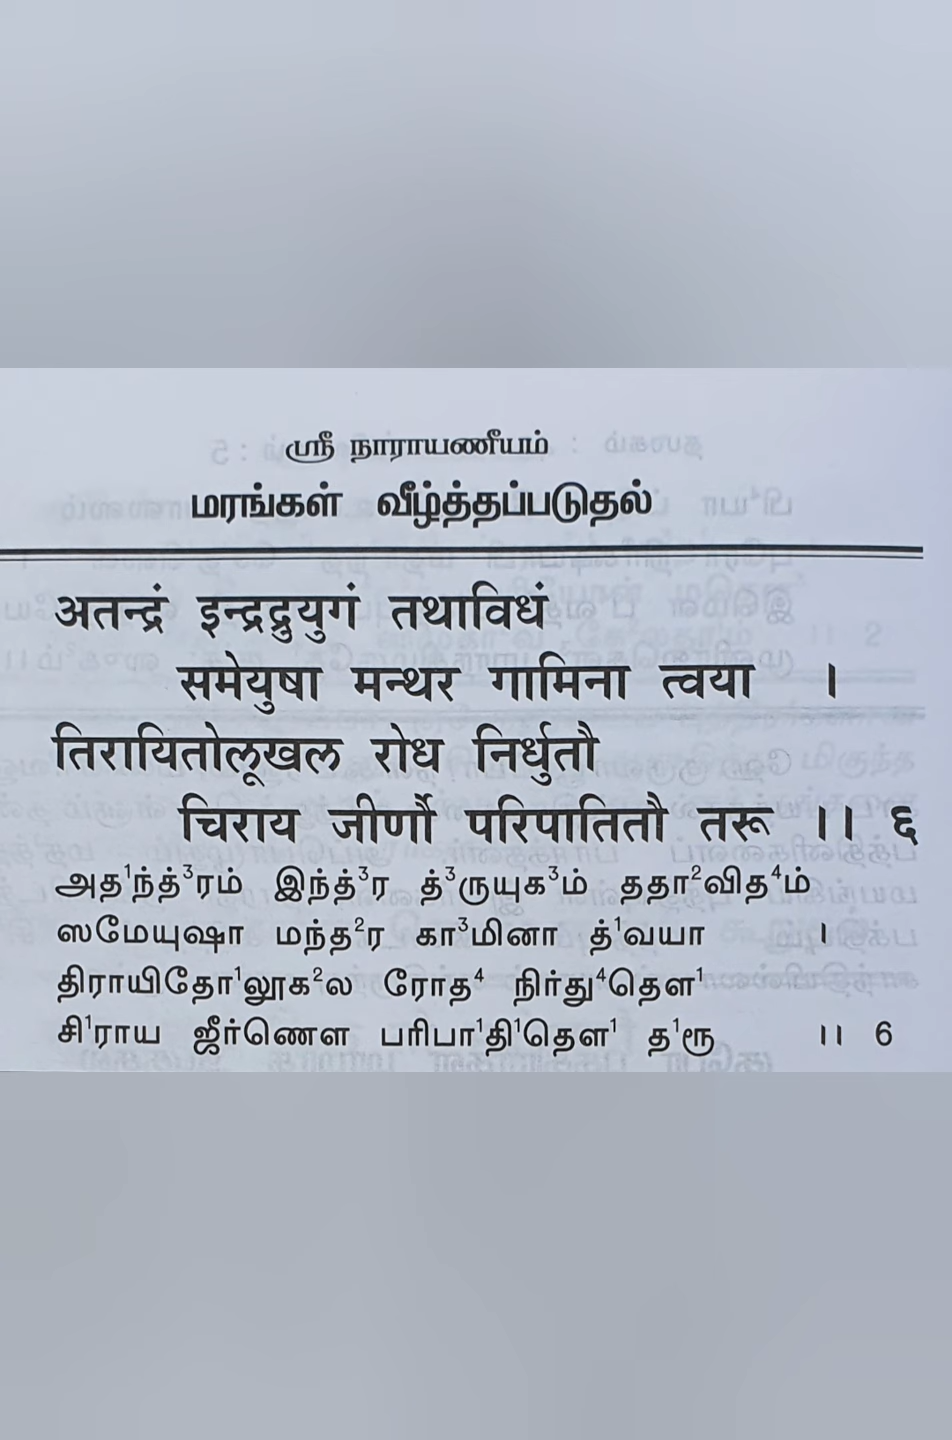 ஸ்ரீ நாராயணீயம்
மரங்கள் வீழ்த்தப்படுதல்
अतन्द्रं इन्द्रद्रुयुगं तथाविधं
समेयुषा मन्थर गामिना त्वया ।
तिरायितोलूखल रोध निर्धुतौ
चिराय जीर्णौ परिपातितौ तरू ।। ६
அத¹ந்த்³ரம் இந்த்³ர த்³ருயுக³ம் ததா²வித⁴ம்
ஸமேயுஷா மந்த²ர கா³மினா த்¹வயா ।
திராயிதோ¹லூக²ல ரோத⁴ நிர்து⁴தௌ¹
சி¹ராய ஜீர்ணௌ பரிபா¹தி¹தௌ¹ த¹ரூ ।। 6